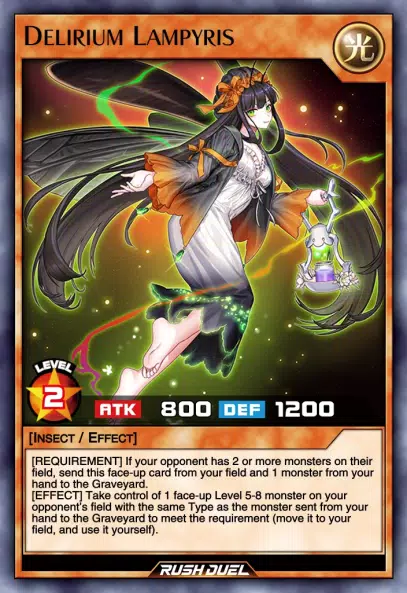 DELIRIUM LAMPYRIS
光
LEVEL
2
ATK 800 DEF 1200
[INSECT / EFFECT]
[REQUIREMENT] If your opponent has 2 or more monsters on their
field, send this face-up card from your field and 1 monster from your
hand to the Graveyard.
[EFFECT] Take control of 1 face-up Level 5-8 monster on your
opponent's field with the same Type as the monster sent from your
hand to the Graveyard to meet the requirement (move it to your
field, and use it yourself).
RUSH DUEL